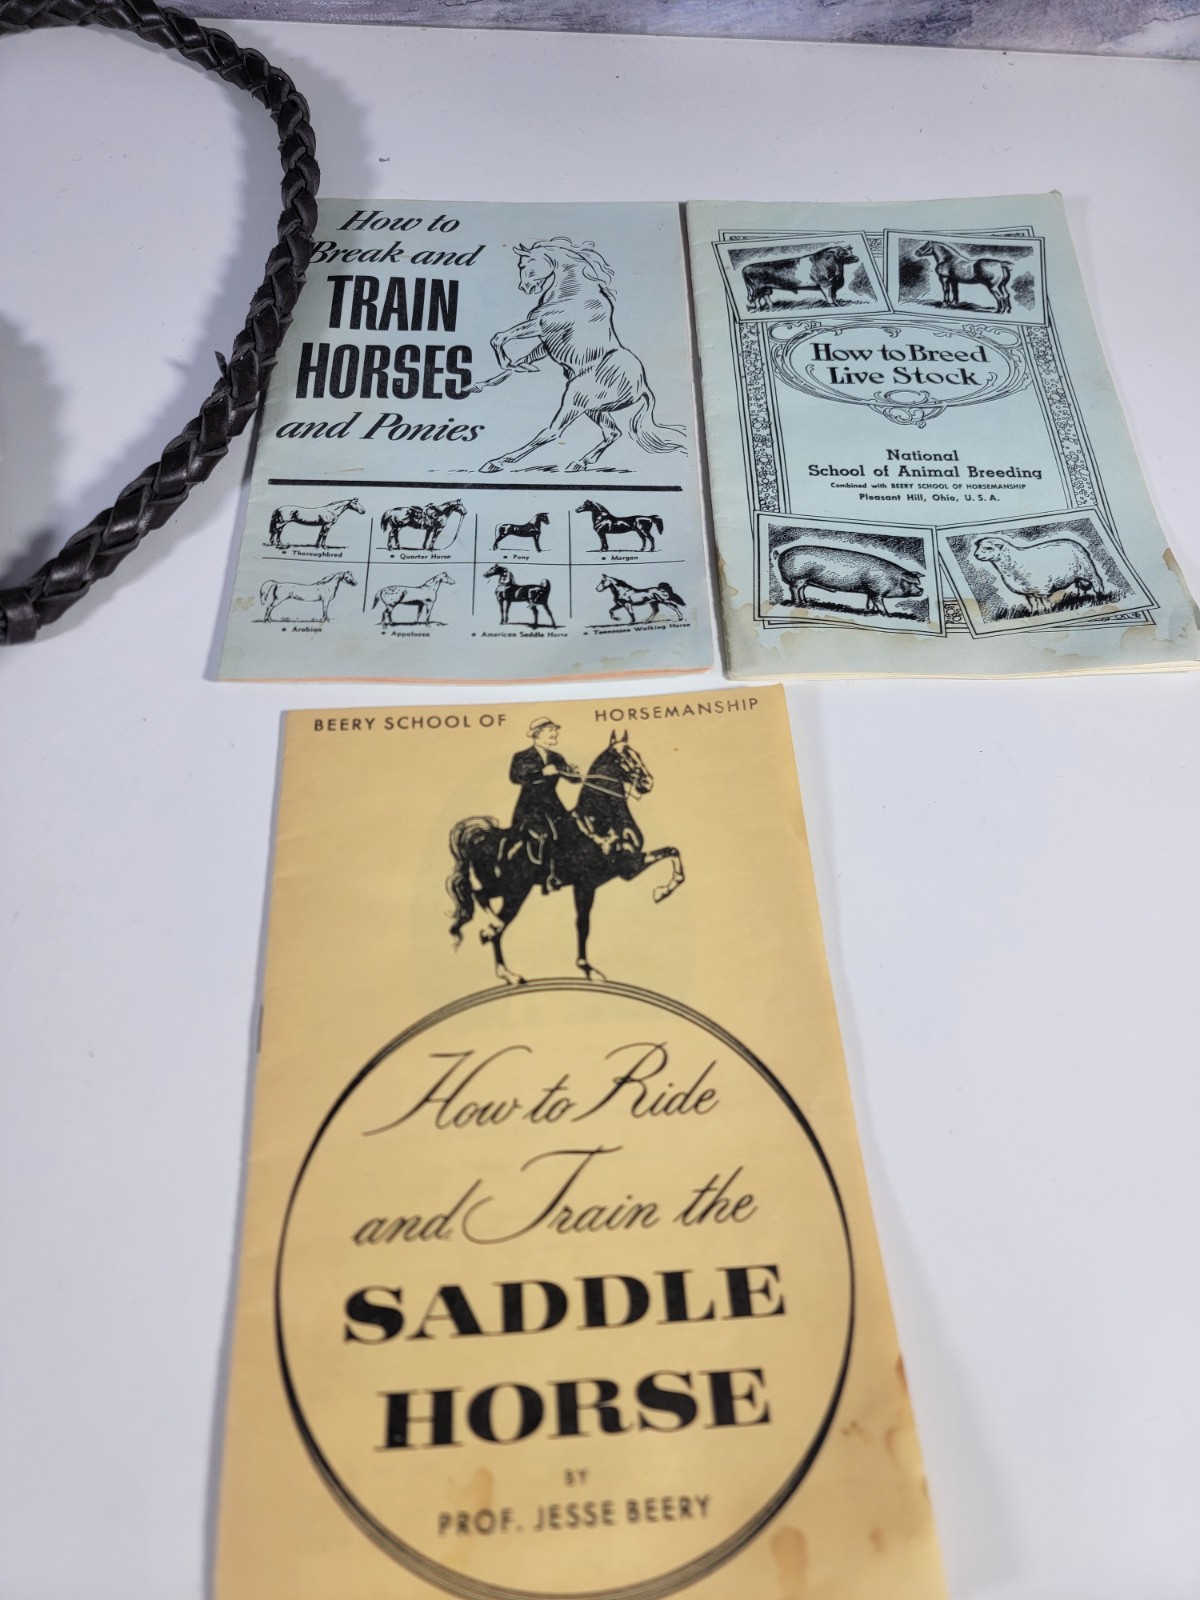 How to
Break and
TRAIN
HORSES
and Ponies
Thoroughbred
Quarter Horse
Pony
Morgan
Arabian
Appaloosa
American Saddle Horse
Tennessee Walking Horse
How to Breed
Live Stock
National
School of Animal Breeding
Combined with BEERY SCHOOL OF HORSEMANSHIP
Pleasant Hill, Ohio, U. S. A.
BEERY SCHOOL OF HORSEMANSHIP
How to Ride
and Train the
SADDLE
HORSE
BY
PROF. JESSE BEERY